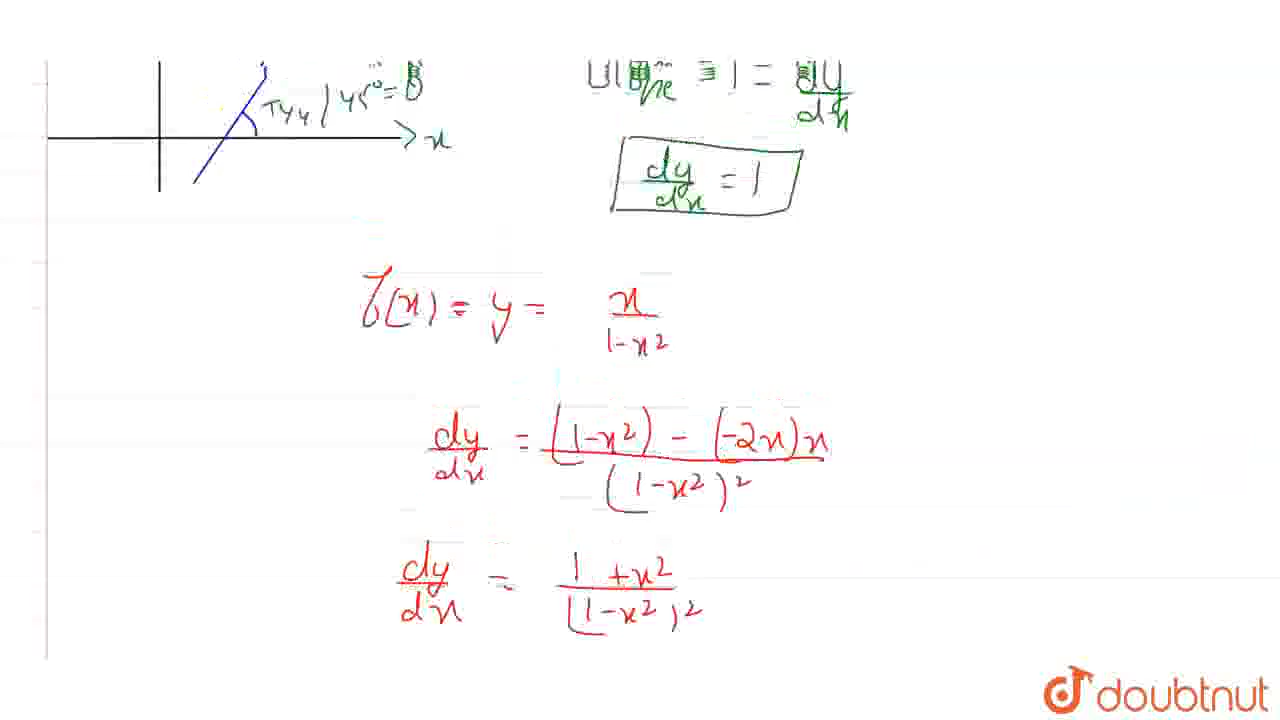 π/4 / 45° = θ
x
= 1 = dy/dx
dy/dx = 1
f(x) = y = x/1-x²
dy/dx = (1-x²) - (-2x)x/(1-x²)²
dy/dx = 1 + x²/(1-x²)²
doubtnut